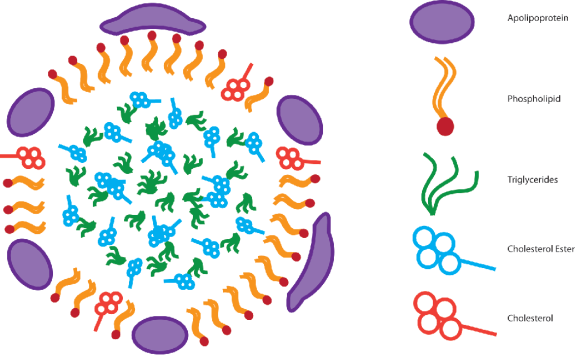 Apolipoprotein
Phospholipid
Triglycerides
Cholesterol Ester
Cholesterol